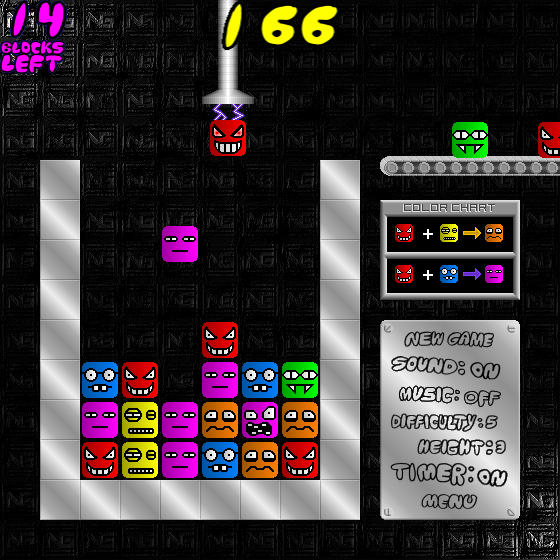 14
BLOCKS
LEFT
166
COLOR CHART
+
+
NEW GAME
SOUND: ON
MUSIC: OFF
DIFFICULTY: 5
HEIGHT: 3
TIMER: ON
MENU